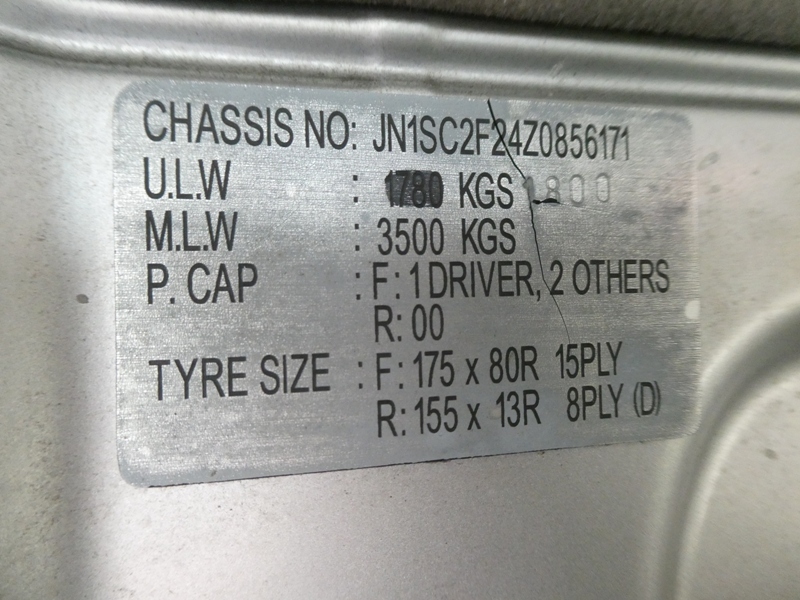 CHASSIS NO: JN1SC2F24Z0856171
U.L.W : 1780 KGS 1800
M.L.W : 3500 KGS
P. CAP : F: 1 DRIVER, 2 OTHERS
R: 00
TYRE SIZE : F: 175 x 80R 15PLY
R: 155 x 13R 8PLY (D)